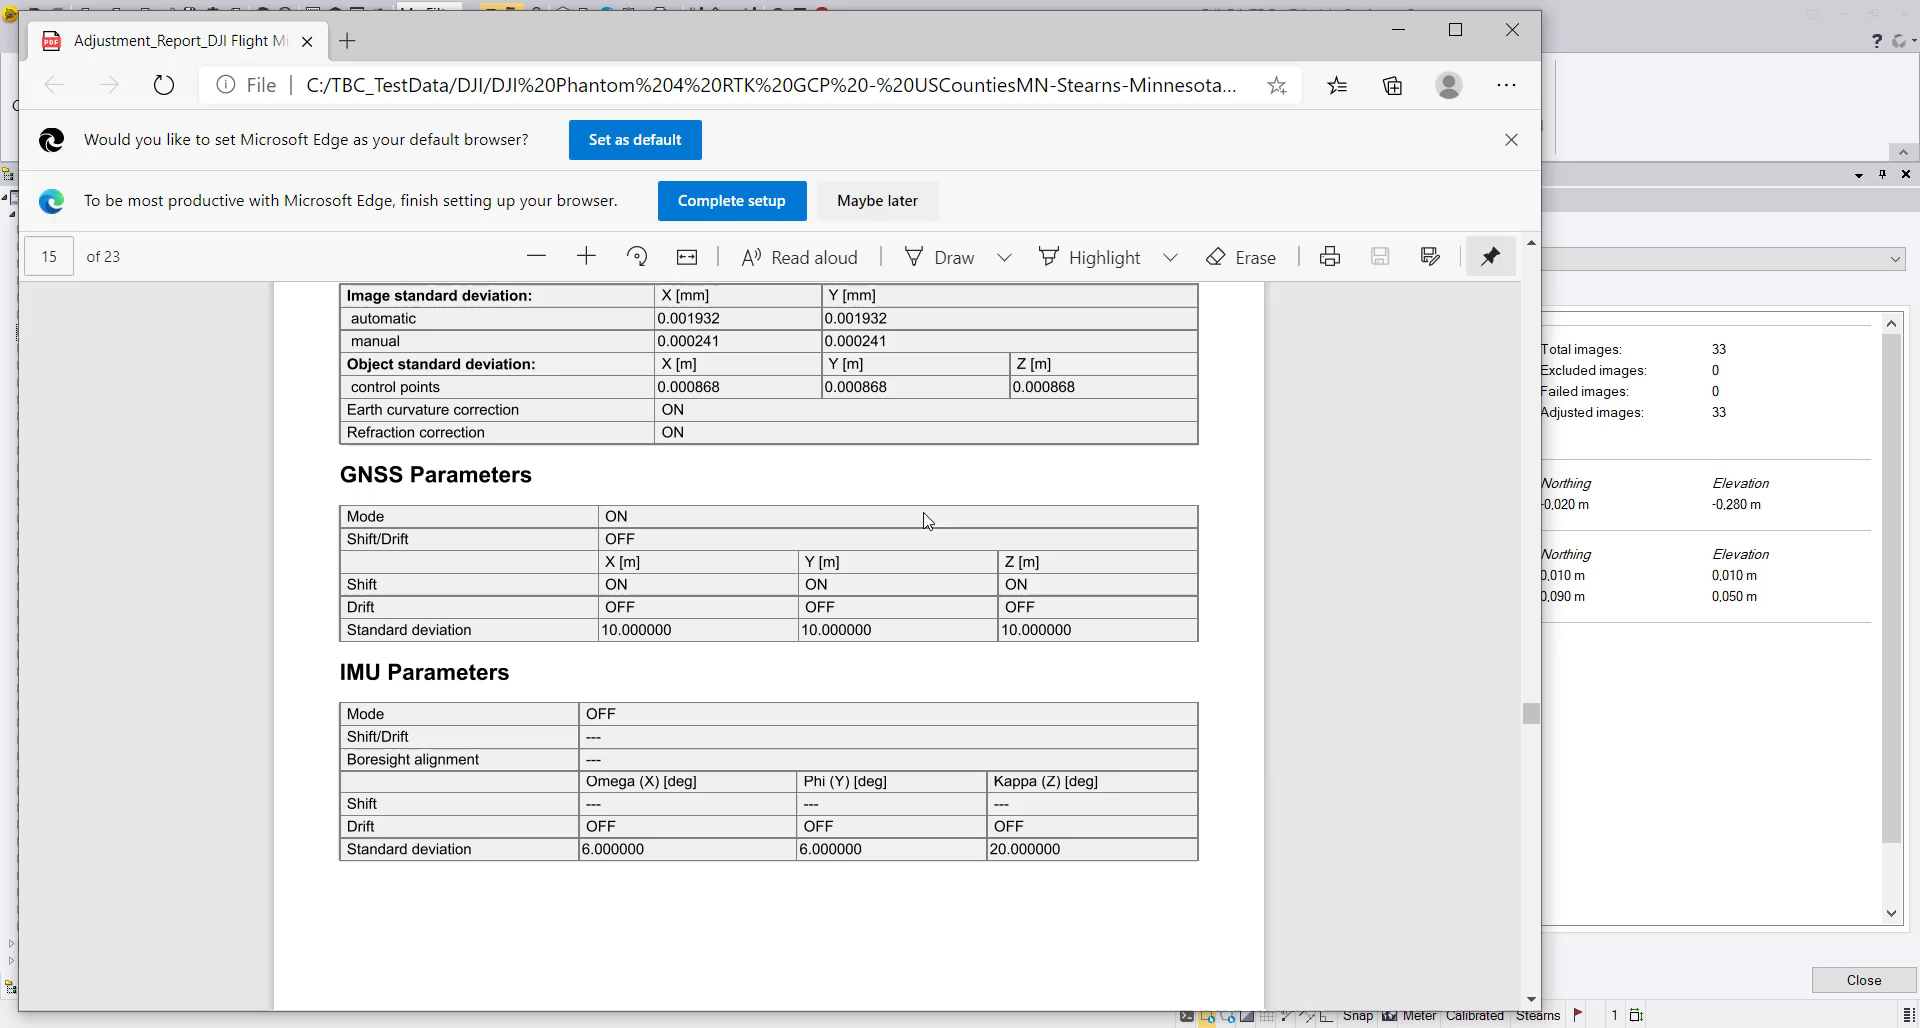 Adjustment_Report_DJI Flight Mi
File C:/TBC_TestData/DJI/DJI%20Phantom%204%20RTK%20GCP%20-%20USCountiesMN-Stearns-Minnesota...
Would you like to set Microsoft Edge as your default browser? Set as default
To be most productive with Microsoft Edge, finish setting up your browser. Complete setup Maybe later
15 of 23 Read aloud Draw Highlight Erase
Image standard deviation: X [mm] Y [mm]
automatic 0.001932 0.001932
manual 0.000241 0.000241
Object standard deviation: X [m] Y [m] Z [m]
control points 0.000868 0.000868 0.000868
Earth curvature correction ON
Refraction correction ON
GNSS Parameters
Mode ON
Shift/Drift OFF
X [m] Y [m] Z [m]
Shift ON ON ON
Drift OFF OFF OFF
Standard deviation 10.000000 10.000000 10.000000
IMU Parameters
Mode OFF
Shift/Drift ---
Boresight alignment ---
Omega (X) [deg] Phi (Y) [deg] Kappa (Z) [deg]
Shift --- --- ---
Drift OFF OFF OFF
Standard deviation 6.000000 6.000000 20.000000
Total images: 33
Excluded images: 0
Failed images: 0
Adjusted images: 33
Northing Elevation
-0,020 m -0,280 m
Northing Elevation
0,010 m 0,010 m
0,090 m 0,050 m
Close
Snap Meter Calibrated Stearns 1